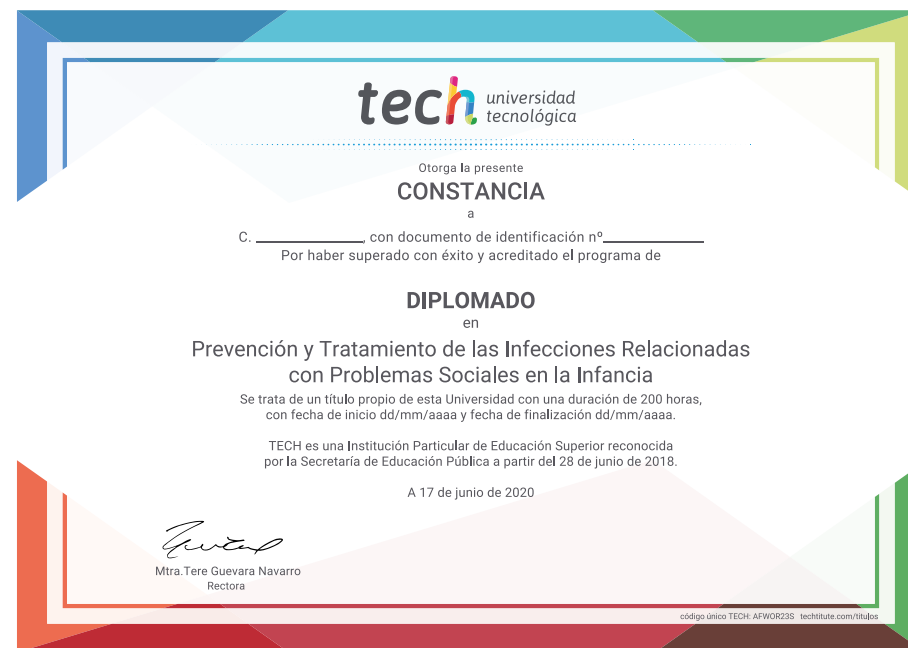 tech universidad
tecnológica
Otorga la presente
CONSTANCIA
a
C. ____________, con documento de identificación nº____________
Por haber superado con éxito y acreditado el programa de
DIPLOMADO
en
Prevención y Tratamiento de las Infecciones Relacionadas
con Problemas Sociales en la Infancia
Se trata de un título propio de esta Universidad con una duración de 200 horas,
con fecha de inicio dd/mm/aaaa y fecha de finalización dd/mm/aaaa.
TECH es una Institución Particular de Educación Superior reconocida
por la Secretaría de Educación Pública a partir del 28 de junio de 2018.
A 17 de junio de 2020
Mtra.Tere Guevara Navarro
Rectora
código único TECH: AFWOR23S techtitute.com/titulos